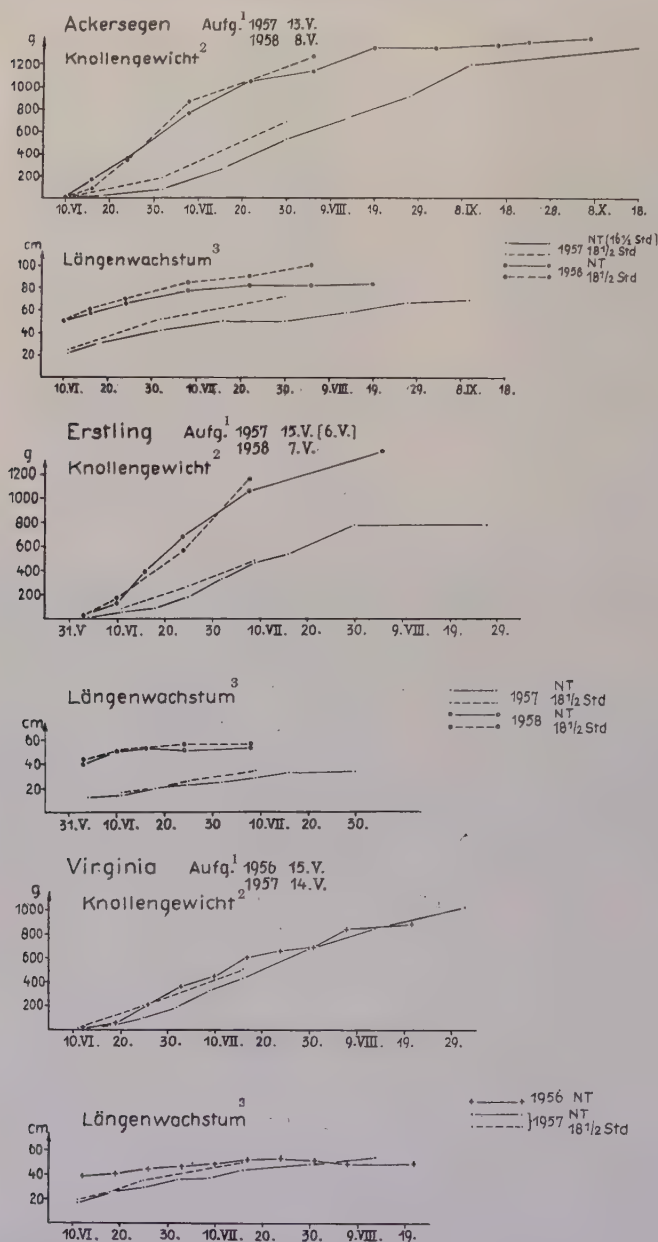 Ackersegen Aufg.¹ 1957 13.V.
1958 8.V.
g
Knollengewicht²
1200
1000
800
600
400
200
10.VI. 20. 30. 10.VII. 20. 30. 9.VIII. 19. 29. 8.IX. 18. 28. 8.X. 18.
cm
Längenwachstum³
100
80
60
40
20
NT (16½ Std)
1957 18½ Std
NT
1958 18½ Std
10.VI. 20. 30. 10.VII. 20. 30. 9.VIII. 19. 29. 8.IX. 18.
Erstling Aufg.¹ 1957 15.V. (6.V.)
1958 7.V.
g
Knollengewicht²
1200
1000
800
600
400
200
31.V. 10.VI. 20. 30 10.VII. 20. 30. 9.VIII. 19. 29.
cm
Längenwachstum³
60
40
20
NT
1957 18½ Std
NT
1958 18½ Std
31.V. 10.VI. 20. 30 10.VII. 20. 30.
Virginia Aufg.¹ 1956 15.V.
1957 14.V.
g
Knollengewicht²
1000
800
600
400
200
10.VI. 20. 30. 10.VII. 20. 30. 9.VIII. 19. 29.
cm
Längenwachstum³
60
40
20
1956 NT
}1957 NT
18½ Std
10.VI. 20. 30. 10.VII. 20. 30. 9.VIII. 19.